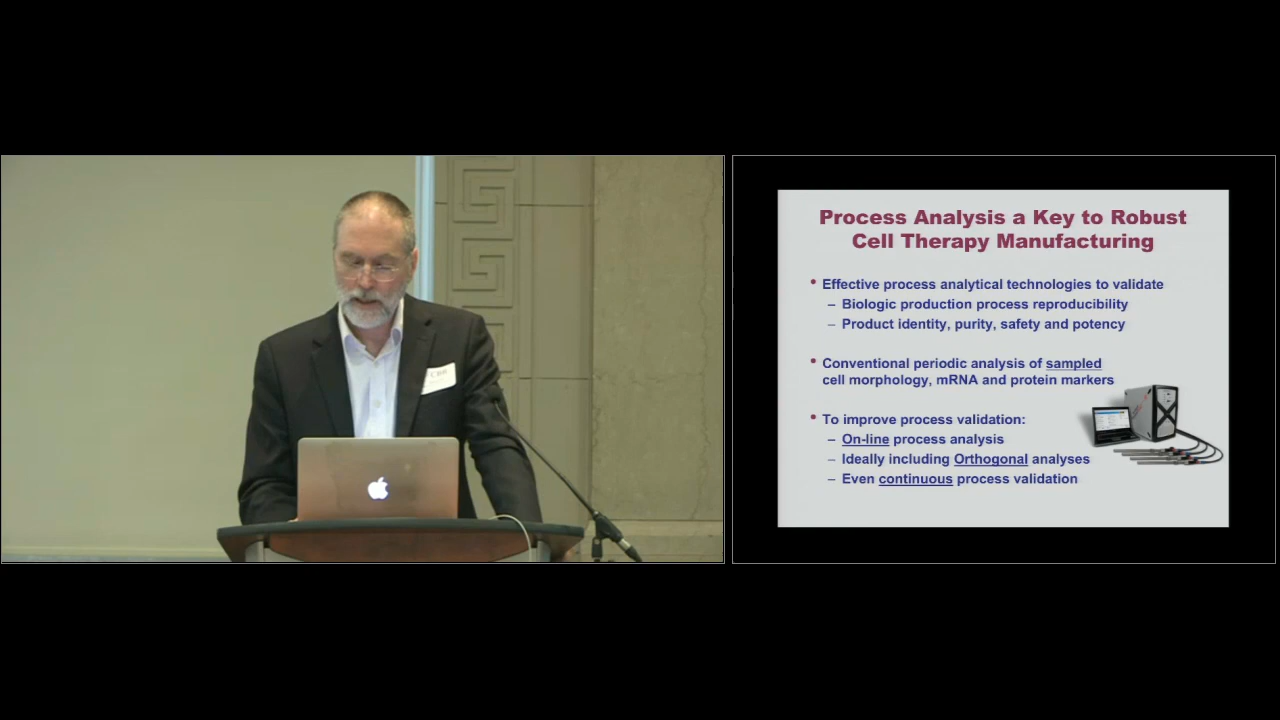 Process Analysis a Key to Robust
Cell Therapy Manufacturing
• Effective process analytical technologies to validate
– Biologic production process reproducibility
– Product identity, purity, safety and potency
• Conventional periodic analysis of sampled
cell morphology, mRNA and protein markers
• To improve process validation:
– On-line process analysis
– Ideally including Orthogonal analyses
– Even continuous process validation